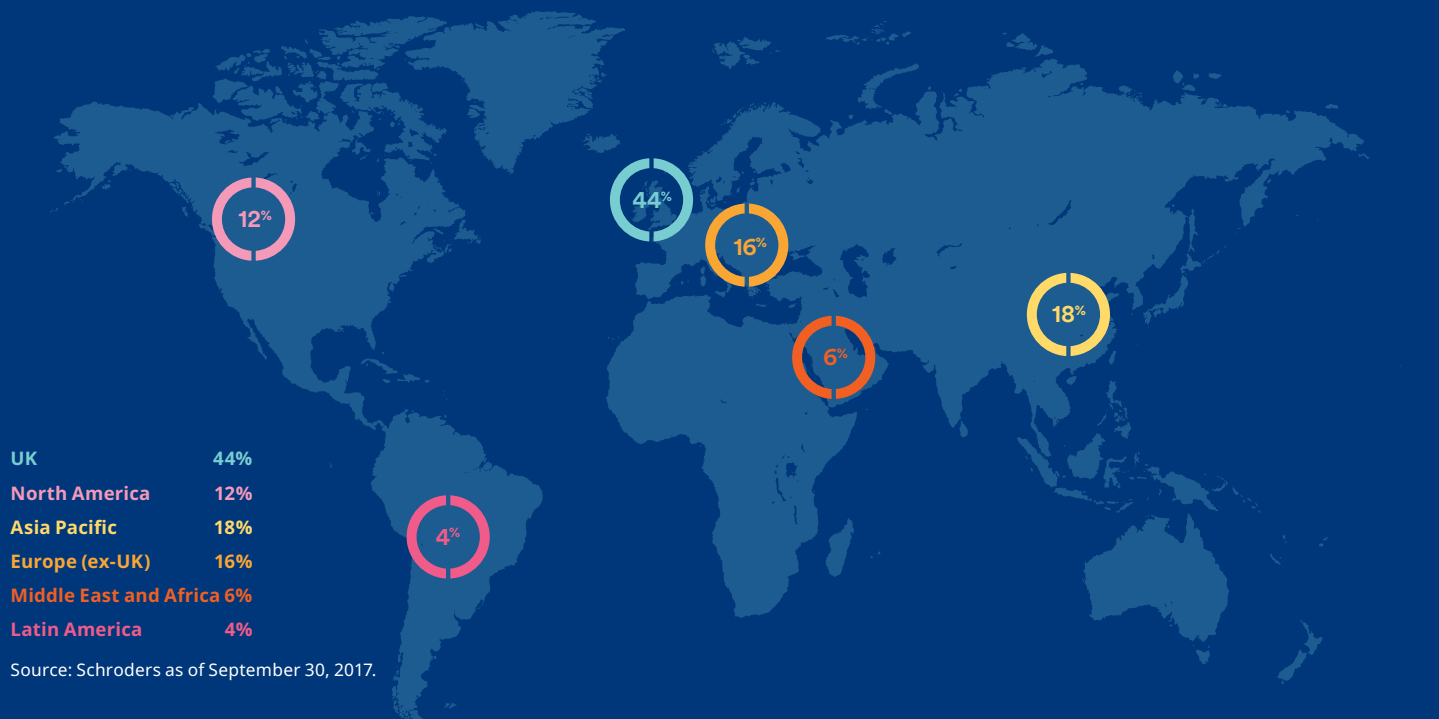 44%
12%
16%
18%
6%
4%
UK 44%
North America 12%
Asia Pacific 18%
Europe (ex-UK) 16%
Middle East and Africa 6%
Latin America 4%
Source: Schroders as of September 30, 2017.